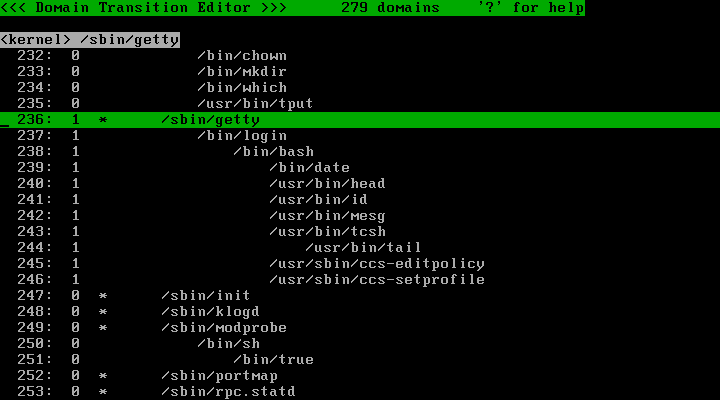 <<< Domain Transition Editor >>>      279 domains    '?' for help
<kernel> /sbin/getty
232:  0             /bin/chown
233:  0             /bin/mkdir
234:  0             /bin/which
235:  0             /usr/bin/tput
_ 236:  1  *      /sbin/getty
237:  1             /bin/login
238:  1                 /bin/bash
239:  1                     /bin/date
240:  1                     /usr/bin/head
241:  1                     /usr/bin/id
242:  1                     /usr/bin/mesg
243:  1                     /usr/bin/tcsh
244:  1                         /usr/bin/tail
245:  1                     /usr/sbin/ccs-editpolicy
246:  1                     /usr/sbin/ccs-setprofile
247:  0  *      /sbin/init
248:  0  *      /sbin/klogd
249:  0  *      /sbin/modprobe
250:  0             /bin/sh
251:  0                 /bin/true
252:  0  *      /sbin/portmap
253:  0  *      /sbin/rpc.statd